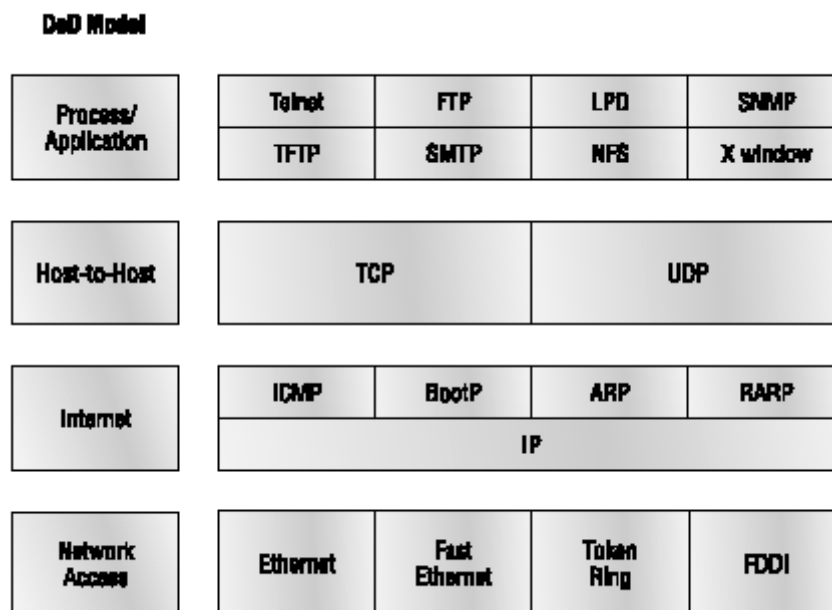 DoD Model
Process/
Application
Telnet
FTP
LPD
SNMP
TFTP
SMTP
NFS
X window
Host-to-Host
TCP
UDP
Internet
ICMP
BootP
ARP
RARP
IP
Network
Access
Ethernet
Fast
Ethernet
Token
Ring
FDDI